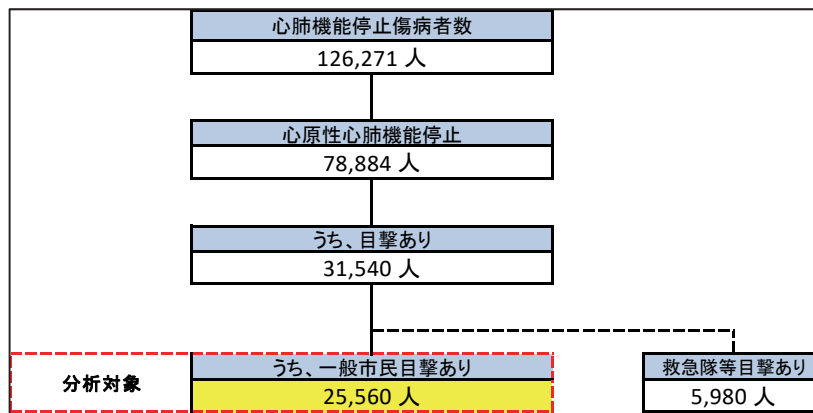 心肺機能停止傷病者数
126,271 人
心原性心肺機能停止
78,884 人
うち、目撃あり
31,540 人
分析対象
うち、一般市民目撃あり
25,560 人
救急隊等目撃あり
5,980 人